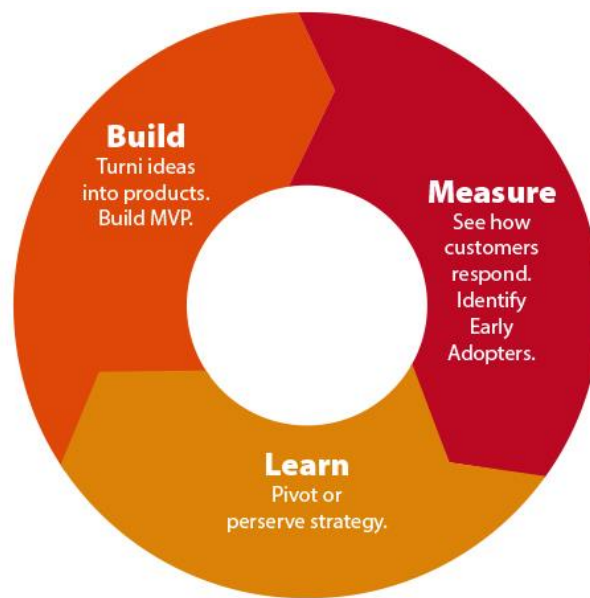 Build
Turni ideas
into products.
Build MVP.
Measure
See how
customers
respond.
Identify
Early
Adopters.
Learn
Pivot or
perserve strategy.